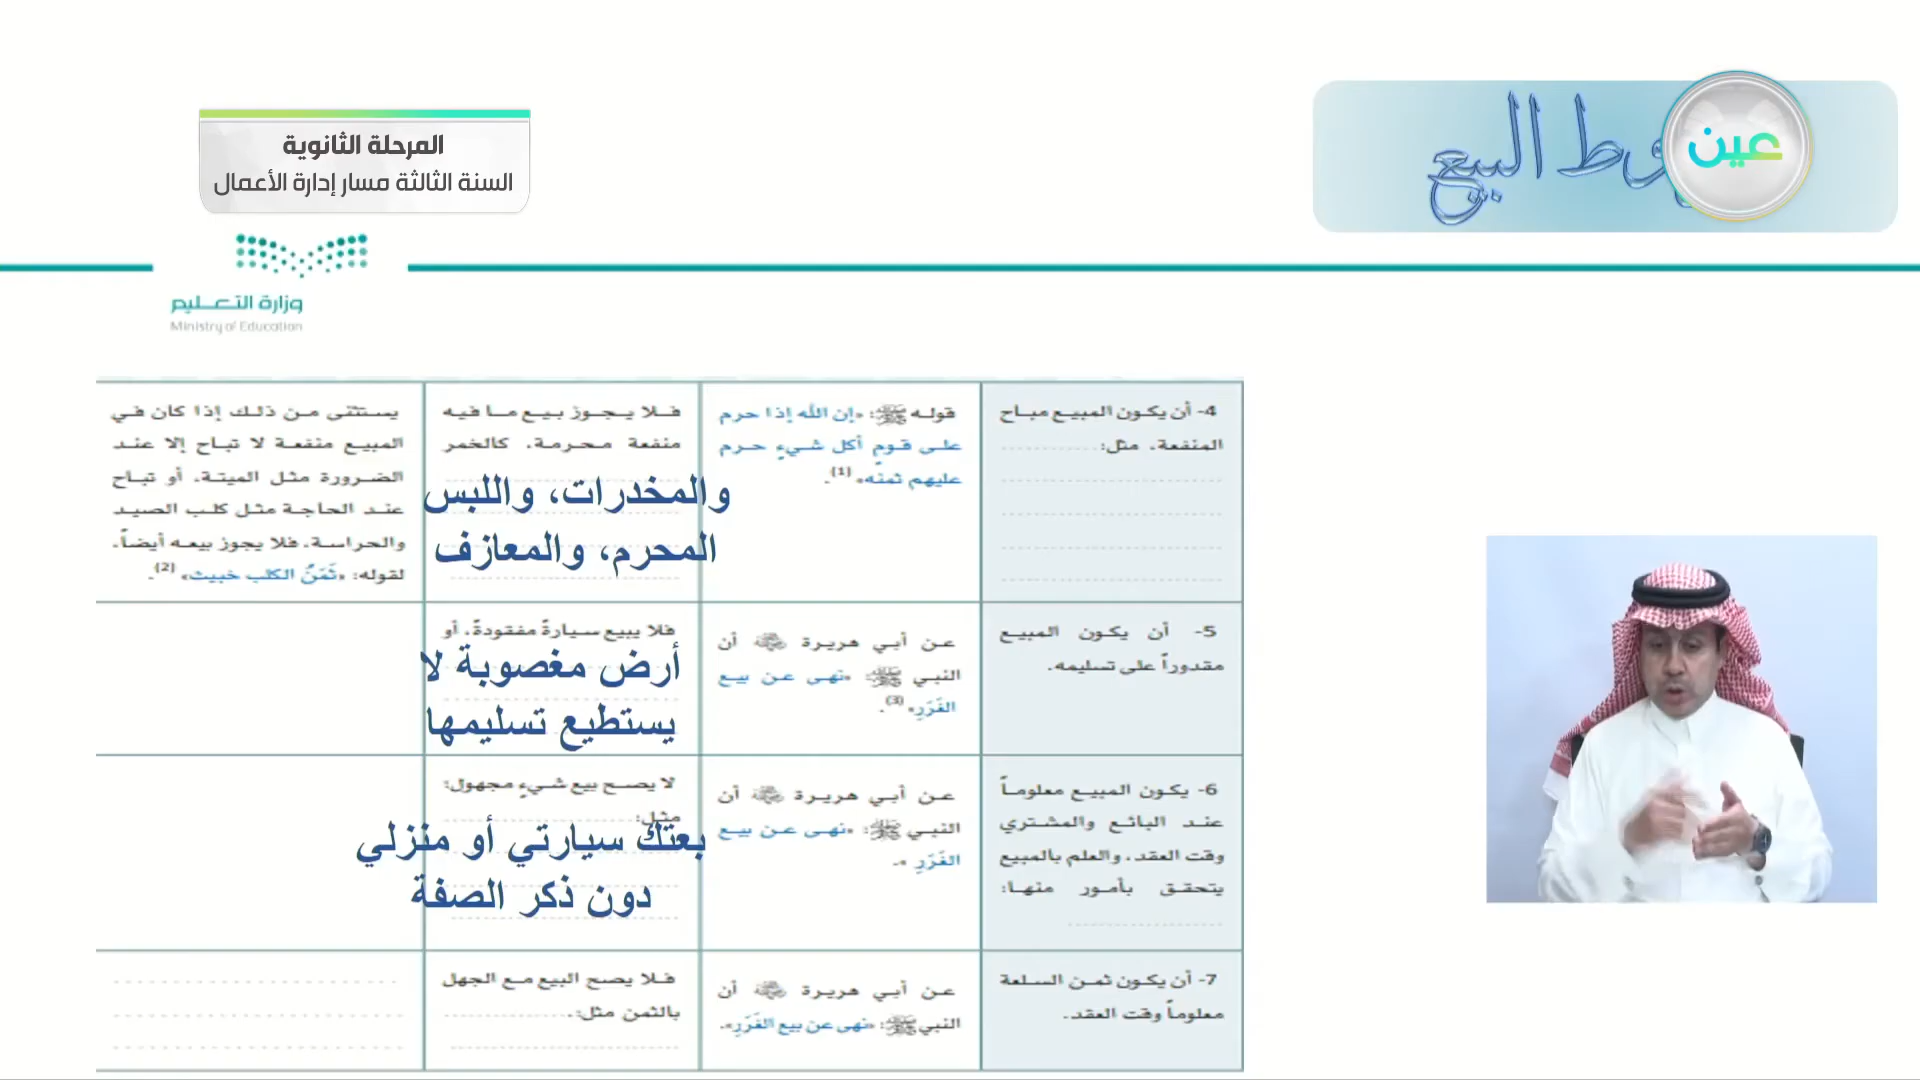 عين
البيع
المرحلة الثانوية
السنة الثالثة مسار إدارة الأعمال
وزارة التعليم
Ministry of Education
4- أن يكون المبيع مباح
المنفعة، مثل:
قوله ﷺ: «إن الله إذا حرم
على قومٍ أكل شيءٍ حرم
عليهم ثمنه» (1).
فلا يجوز بيع ما فيه
منفعة محرمة، كالخمر
والمخدرات، واللبس
المحرم، والمعازف
يستثنى من ذلك إذا كان في
المبيع منفعة لا تباح إلا عند
الضرورة مثل الميتة، أو تباح
عند الحاجة مثل كلب الصيد
والحراسة، فلا يجوز بيعه أيضاً،
لقوله: «ثَمَنُ الكلب خبيث» (2).
5- أن يكون المبيع
مقدوراً على تسليمه.
عن أبي هريرة ﷺ أن
النبي ﷺ «نهى عن بيع
الغَرَرِ» (3).
فلا يبيع سيارةً مفقودةً، أو
أرض مغصوبة لا
يستطيع تسليمها
6- يكون المبيع معلوماً
عند البائع والمشتري
وقت العقد، والعلم بالمبيع
يتحقق بأمور منها:
عن أبي هريرة أن
النبي ﷺ: «نهى عن بيع
الغَرَرِ».
لا يصح بيع شيءٍ مجهول؛
مثل:
بعتك سيارتي أو منزلي
دون ذكر الصفة
7- أن يكون ثمن السلعة
معلوماً وقت العقد.
عن أبي هريرة أن
النبي ﷺ: «نهى عن بيع الغَرَرِ».
فلا يصح البيع مع الجهل
بالثمن مثل: